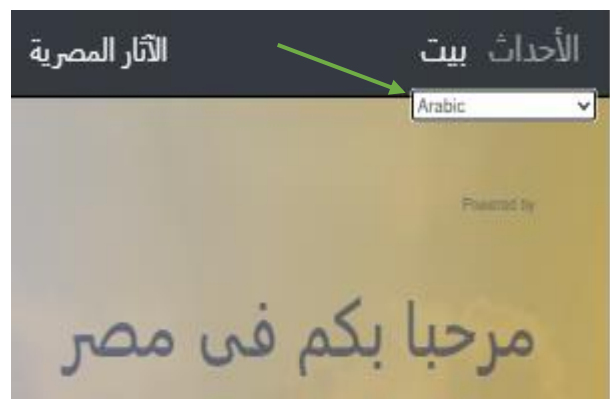 الأحداث بيت الآثار المصرية
Arabic
Powered by
مرحبا بكم فى مصر